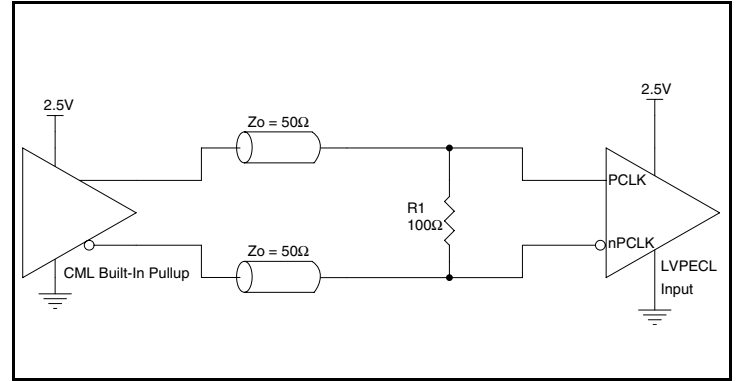 2.5V
2.5V
Zo = 50Ω
PCLK
R1
100Ω
Zo = 50Ω
nPCLK
CML Built-In Pullup
LVPECL
Input